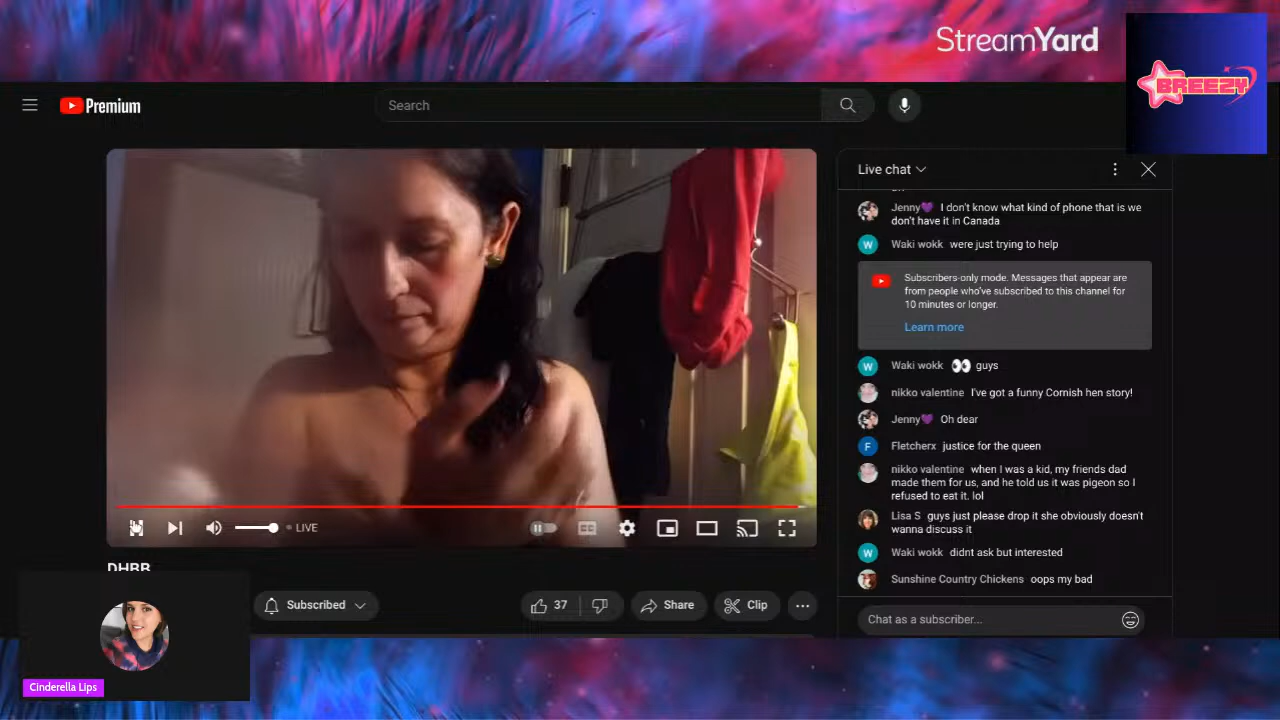 StreamYard
BREEZY
Premium
Search
Live chat
Jenny💜 I don't know what kind of phone that is we
don't have it in Canada
W Waki wokk were just trying to help
Subscribers-only mode. Messages that appear are
from people who've subscribed to this channel for
10 minutes or longer.
Learn more
W Waki wokk 👀 guys
nikko valentine I've got a funny Cornish hen story!
Jenny💜 Oh dear
F Fletcherx justice for the queen
nikko valentine when I was a kid, my friends dad
made them for us, and he told us it was pigeon so I
refused to eat it. lol
Lisa S guys just please drop it she obviously doesn't
wanna discuss it
W Waki wokk didnt ask but interested
Sunshine Country Chickens oops my bad
Chat as a subscriber...
LIVE
CC
DHRR
Subscribed
37
Share
Clip
Cinderella Lips